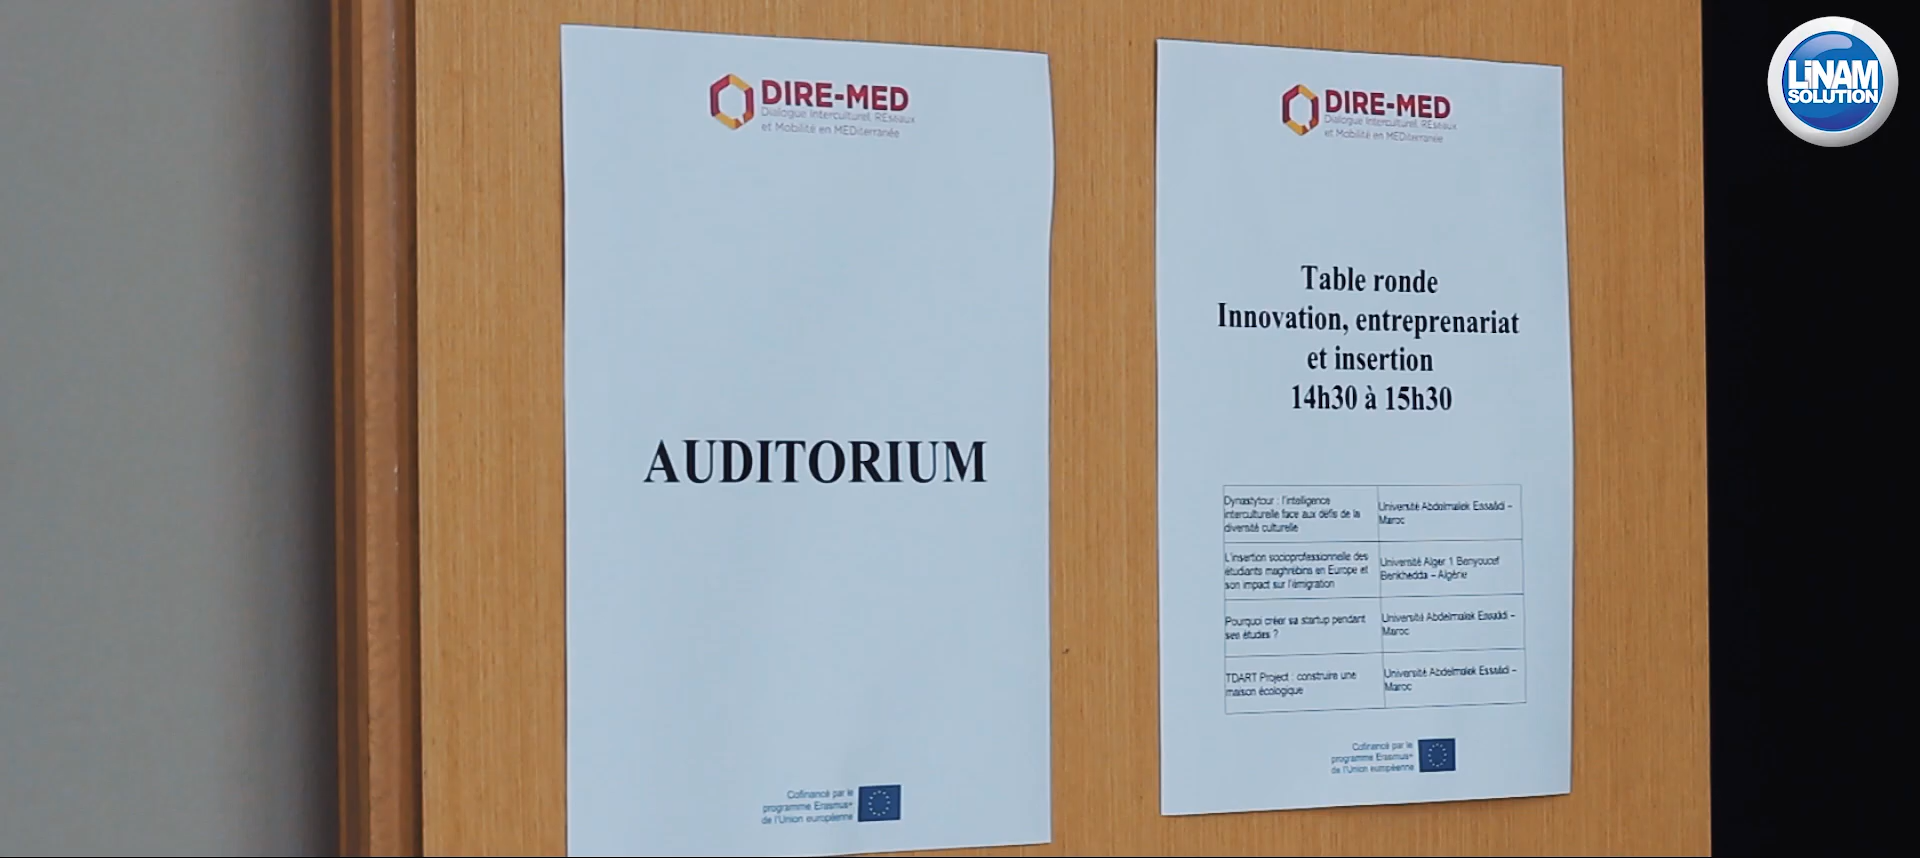 DIRE-MED
Dialogue Interculturel, REseaux
et Mobilité en MEDiterranée
AUDITORIUM
Cofinancé par le
programme Erasmus+
de l'Union européenne
DIRE-MED
Dialogue Interculturel, REseaux
et Mobilité en MEDiterranée
Table ronde
Innovation, entreprenariat
et insertion
14h30 à 15h30
Dynastytour : l'intelligence
interculturelle face aux défis de la
diversité culturelle
Université Abdelmalek Essaâdi –
Maroc
L'insertion socioprofessionnelle des
étudiants maghrébins en Europe et
son impact sur l'émigration
Université Alger 1 Benyoucef
Benkhedda – Algérie
Pourquoi créer sa startup pendant
ses études ?
Université Abdelmalek Essaâdi –
Maroc
TDART Project : construire une
maison écologique
Université Abdelmalek Essaâdi –
Maroc
Cofinancé par le
programme Erasmus+
de l'Union européenne
LiNAM
SOLUTION